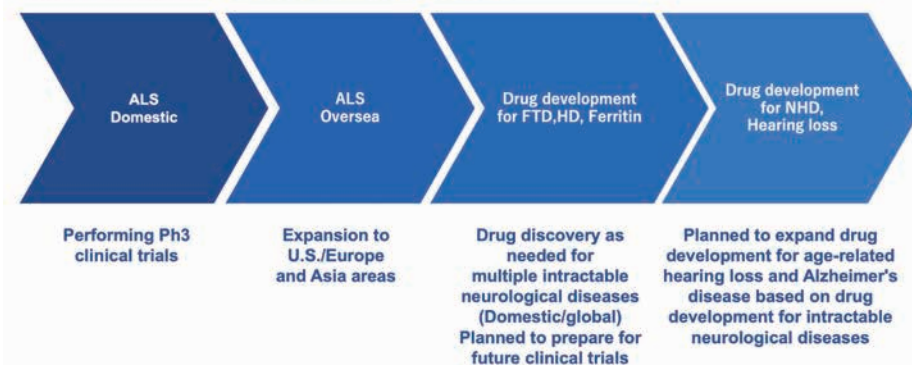 ALS
Domestic
ALS
Oversea
Drug development
for FTD,HD, Ferritin
Drug development
for NHD,
Hearing loss
Performing Ph3
clinical trials
Expansion to
U.S./Europe
and Asia areas
Drug discovery as
needed for
multiple intractable
neurological diseases
(Domestic/global)
Planned to prepare for
future clinical trials
Planned to expand drug
development for age-related
hearing loss and Alzheimer's
disease based on drug
development for intractable
neurological diseases